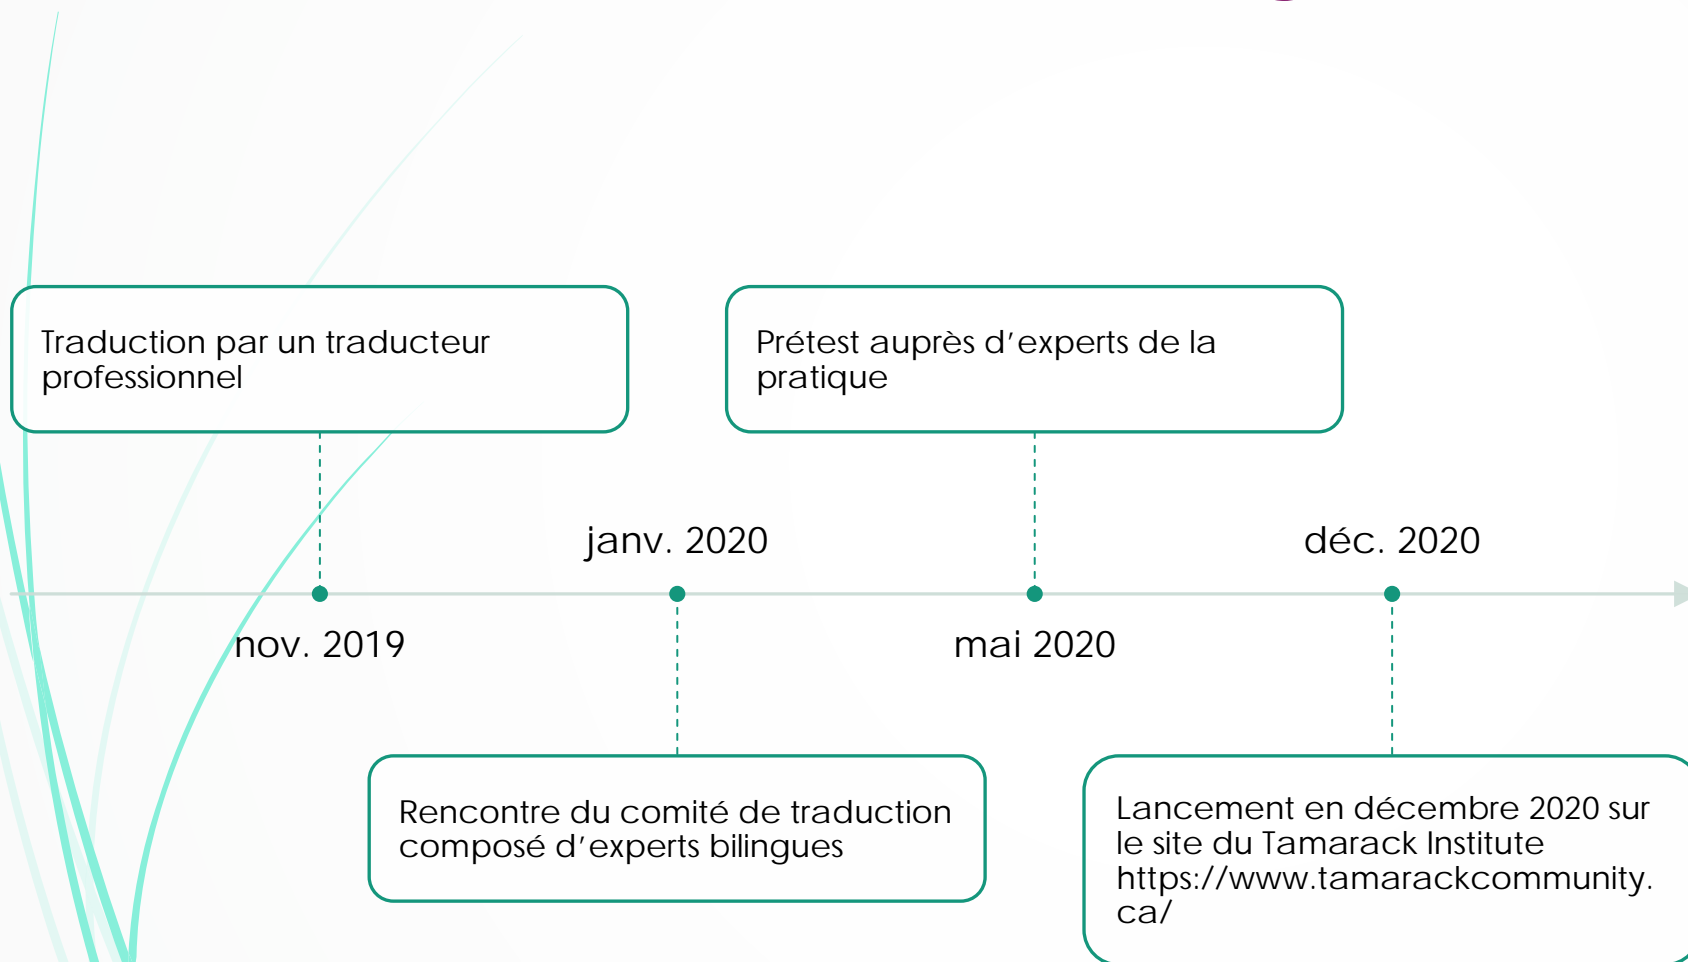 Traduction par un traducteur
professionnel
Prétest auprès d’experts de la
pratique
janv. 2020
déc. 2020
nov. 2019
mai 2020
Rencontre du comité de traduction
composé d’experts bilingues
Lancement en décembre 2020 sur
le site du Tamarack Institute
https://www.tamarackcommunity.
ca/